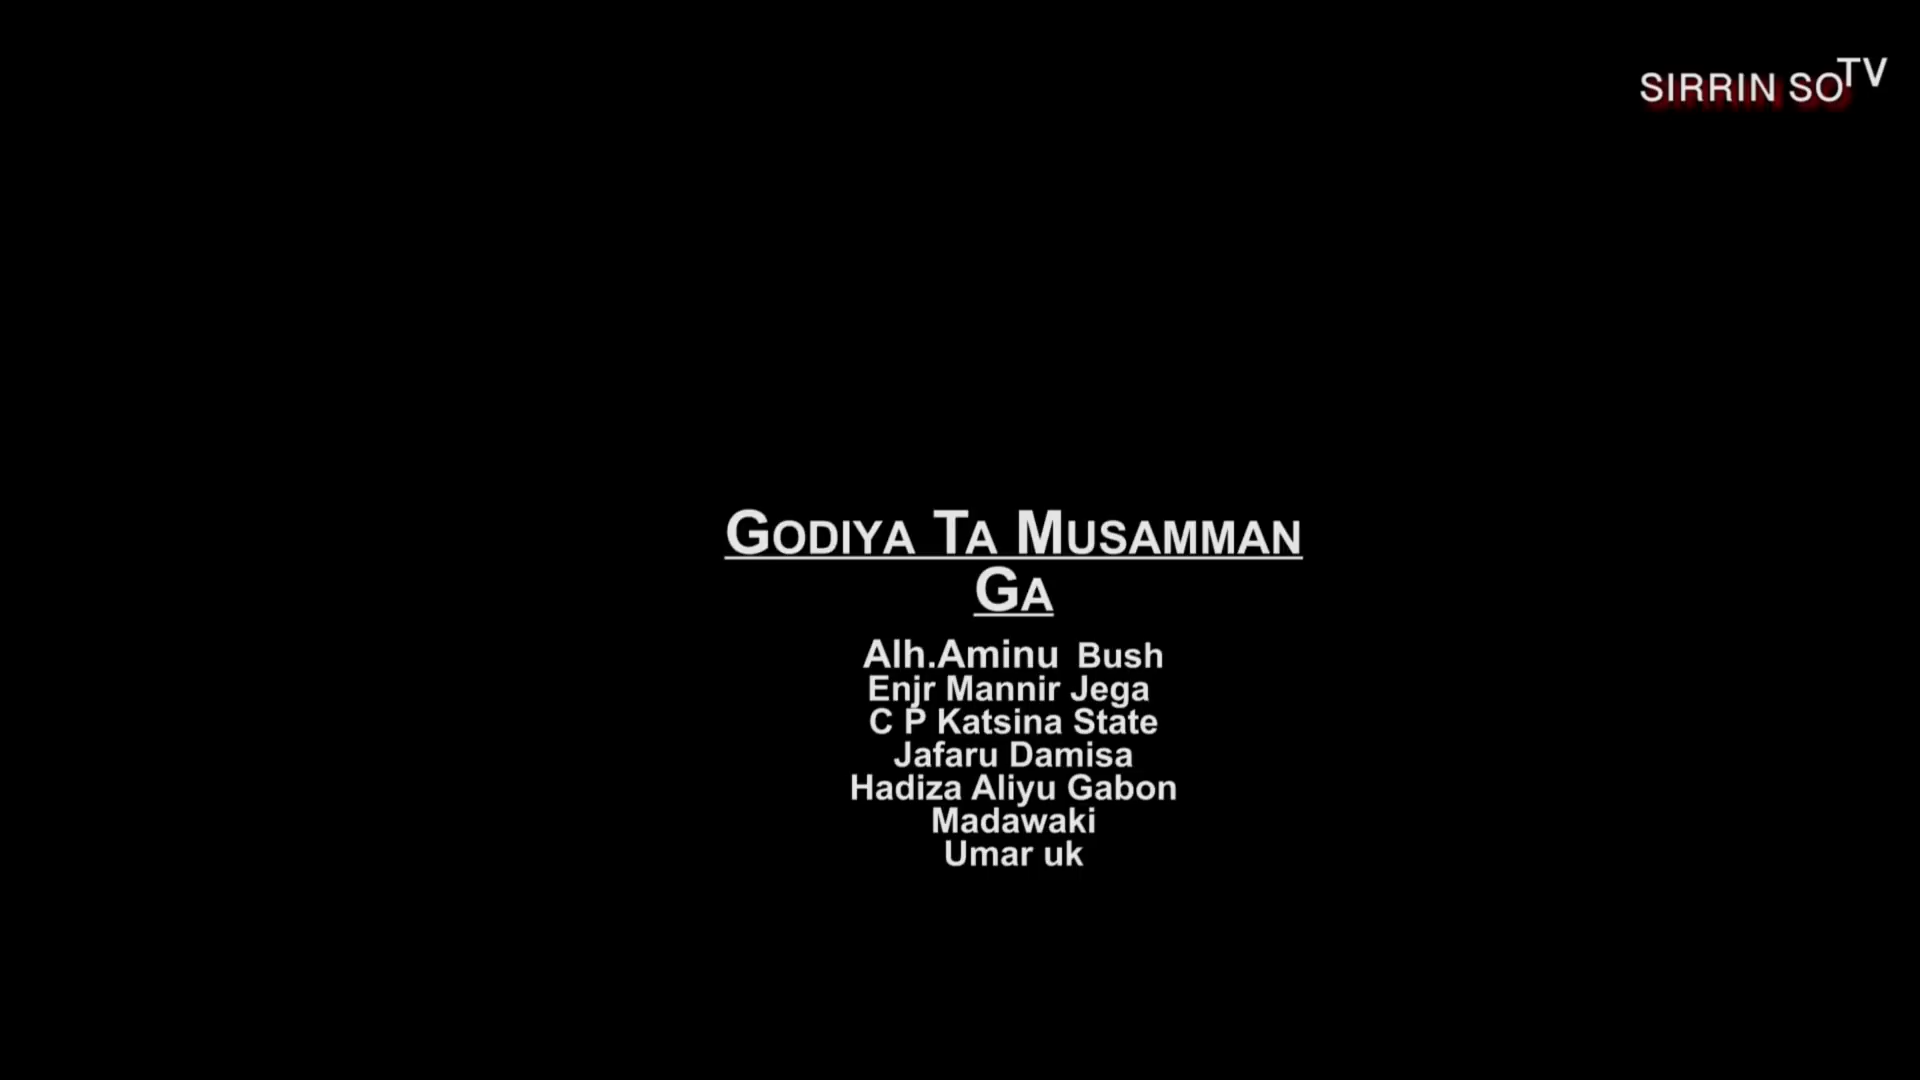 SIRRIN SO TV
GODIYA TA MUSAMMAN
GA
Alh.Aminu Bush
Enjr Mannir Jega
C P Katsina State
Jafaru Damisa
Hadiza Aliyu Gabon
Madawaki
Umar uk